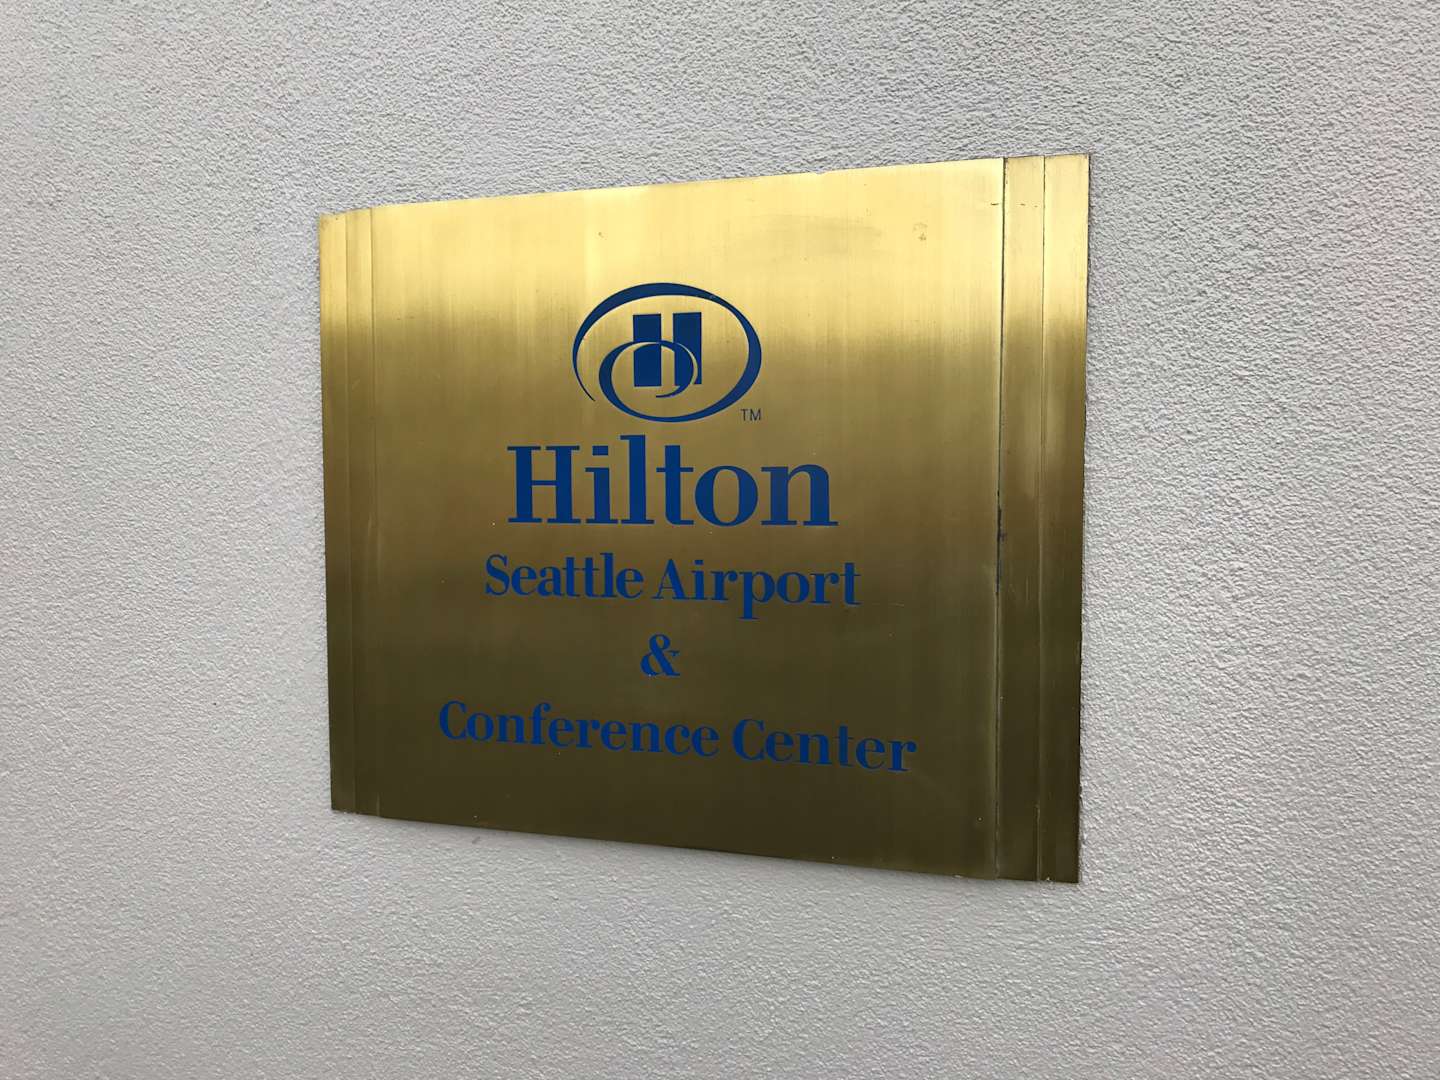 H
TM
Hilton
Seattle Airport
&
Conference Center